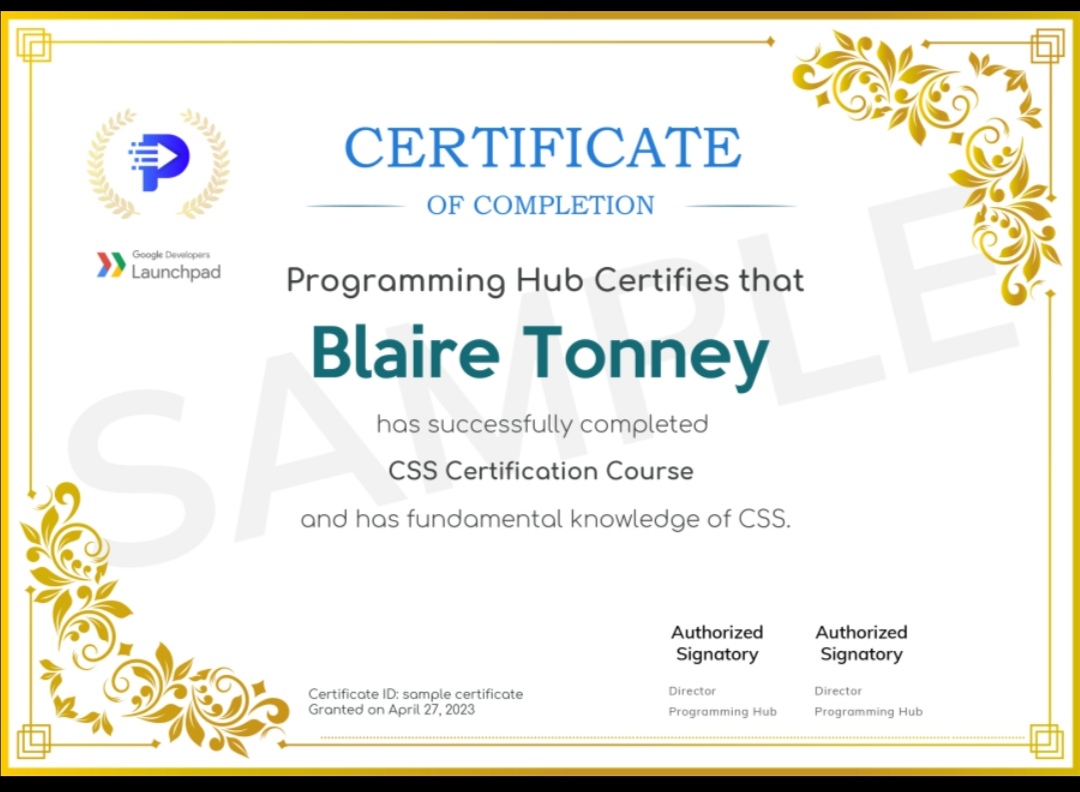 CERTIFICATE
OF COMPLETION
Google Developers
Launchpad
Programming Hub Certifies that
Blaire Tonney
has successfully completed
CSS Certification Course
and has fundamental knowledge of CSS.
SAMPLE
Authorized Signatory
Authorized Signatory
Director
Programming Hub
Director
Programming Hub
Certificate ID: sample certificate
Granted on April 27, 2023